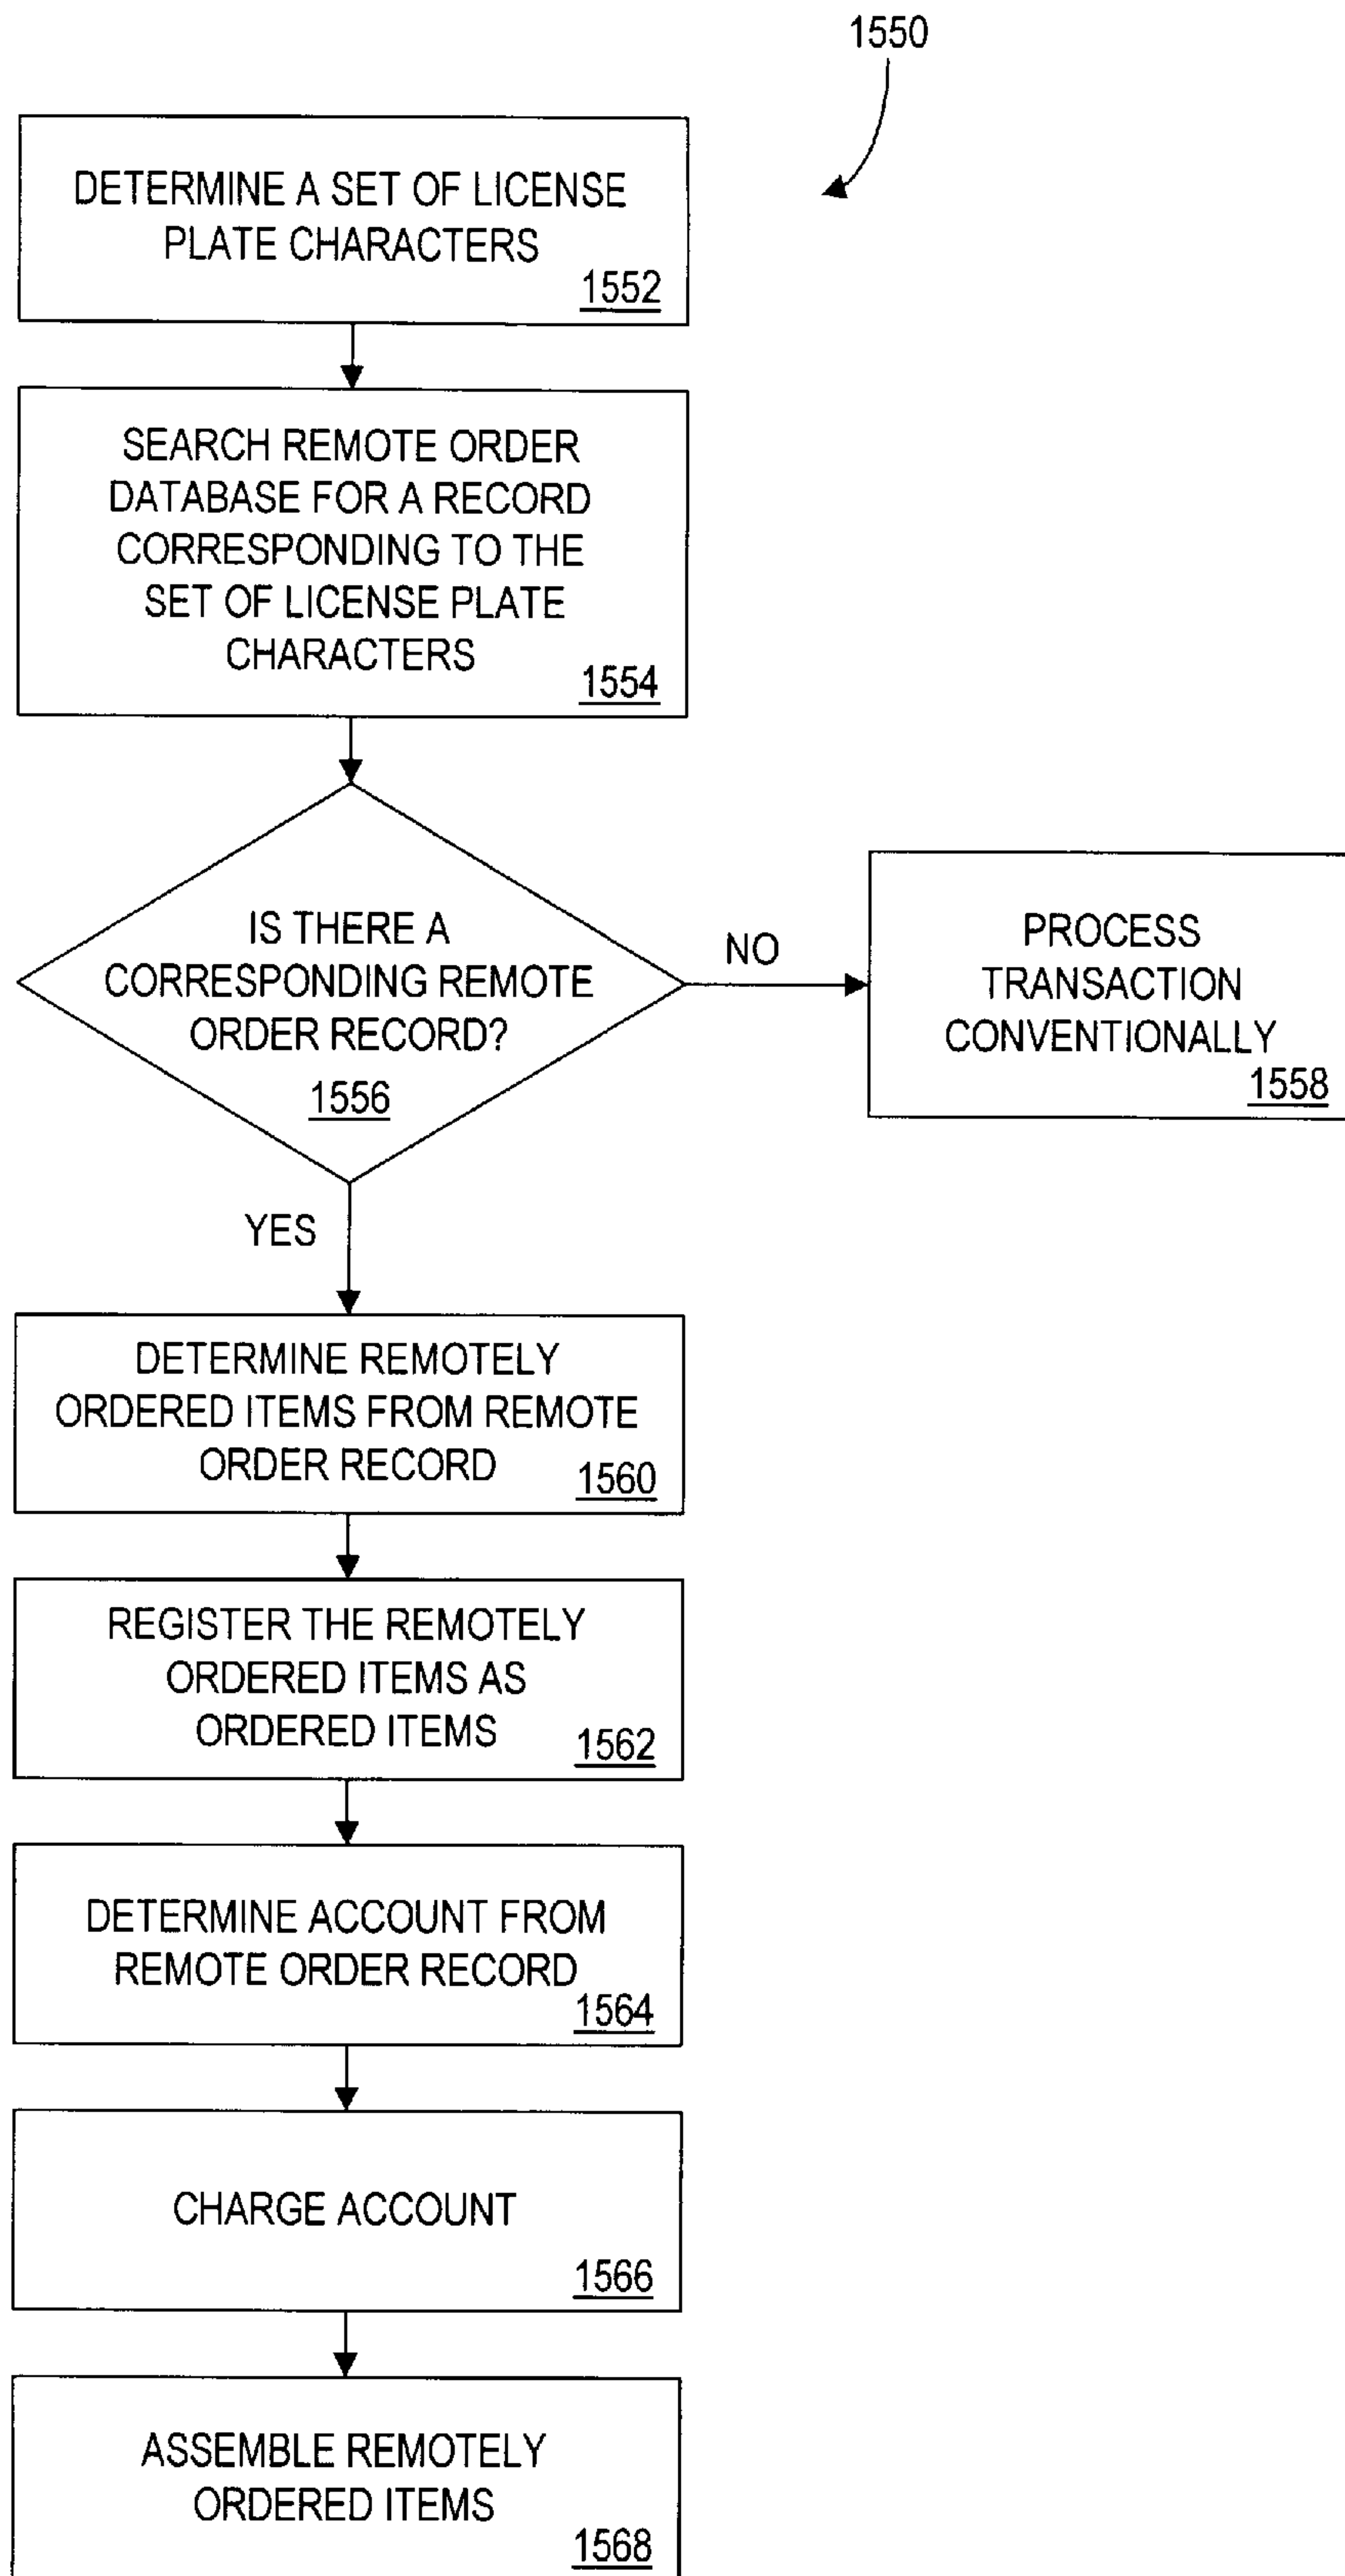 1550
DETERMINE A SET OF LICENSE
PLATE CHARACTERS
1552
SEARCH REMOTE ORDER
DATABASE FOR A RECORD
CORRESPONDING TO THE
SET OF LICENSE PLATE
CHARACTERS
1554
IS THERE A
CORRESPONDING REMOTE
ORDER RECORD?
1556
NO
PROCESS
TRANSACTION
CONVENTIONALLY
1558
YES
DETERMINE REMOTELY
ORDERED ITEMS FROM REMOTE
ORDER RECORD
1560
REGISTER THE REMOTELY
ORDERED ITEMS AS
ORDERED ITEMS
1562
DETERMINE ACCOUNT FROM
REMOTE ORDER RECORD
1564
CHARGE ACCOUNT
1566
ASSEMBLE REMOTELY
ORDERED ITEMS
1568